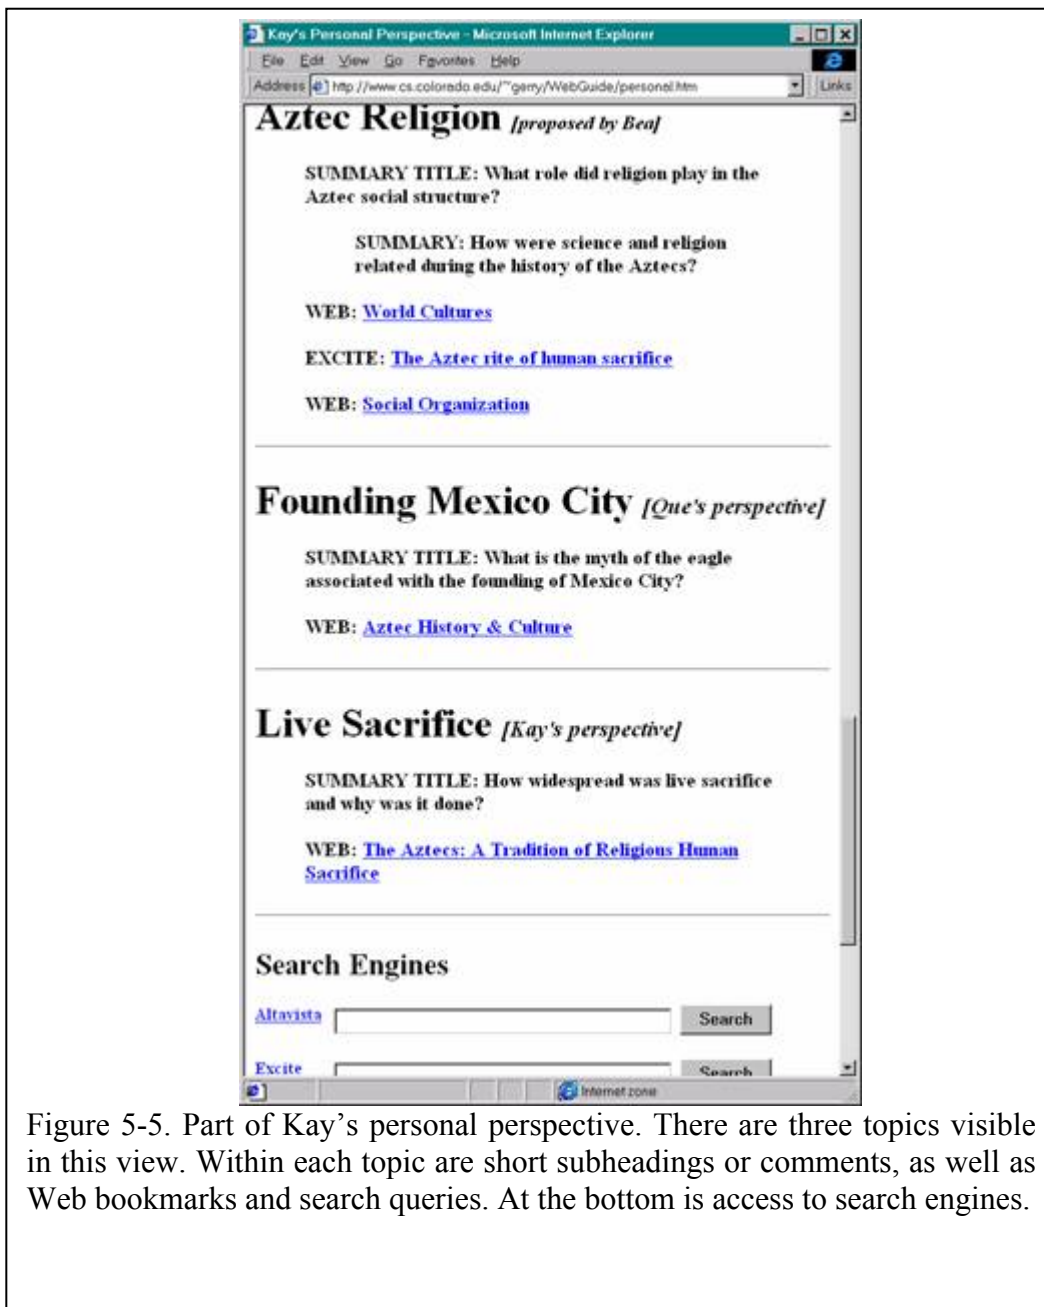 Kay's Personal Perspective - Microsoft Internet Explorer
File Edit View Go Favorites Help
Address http://www.cs.colorado.edu/~gerry/WebGuide/personal.htm Links
Aztec Religion [proposed by Bea]
SUMMARY TITLE: What role did religion play in the
Aztec social structure?
SUMMARY: How were science and religion
related during the history of the Aztecs?
WEB: World Cultures
EXCITE: The Aztec rite of human sacrifice
WEB: Social Organization
Founding Mexico City [Que's perspective]
SUMMARY TITLE: What is the myth of the eagle
associated with the founding of Mexico City?
WEB: Aztec History & Culture
Live Sacrifice [Kay's perspective]
SUMMARY TITLE: How widespread was live sacrifice
and why was it done?
WEB: The Aztecs: A Tradition of Religious Human
Sacrifice
Search Engines
Altavista Search
Excite Search
Internet zone
Figure 5-5. Part of Kay’s personal perspective. There are three topics visible
in this view. Within each topic are short subheadings or comments, as well as
Web bookmarks and search queries. At the bottom is access to search engines.